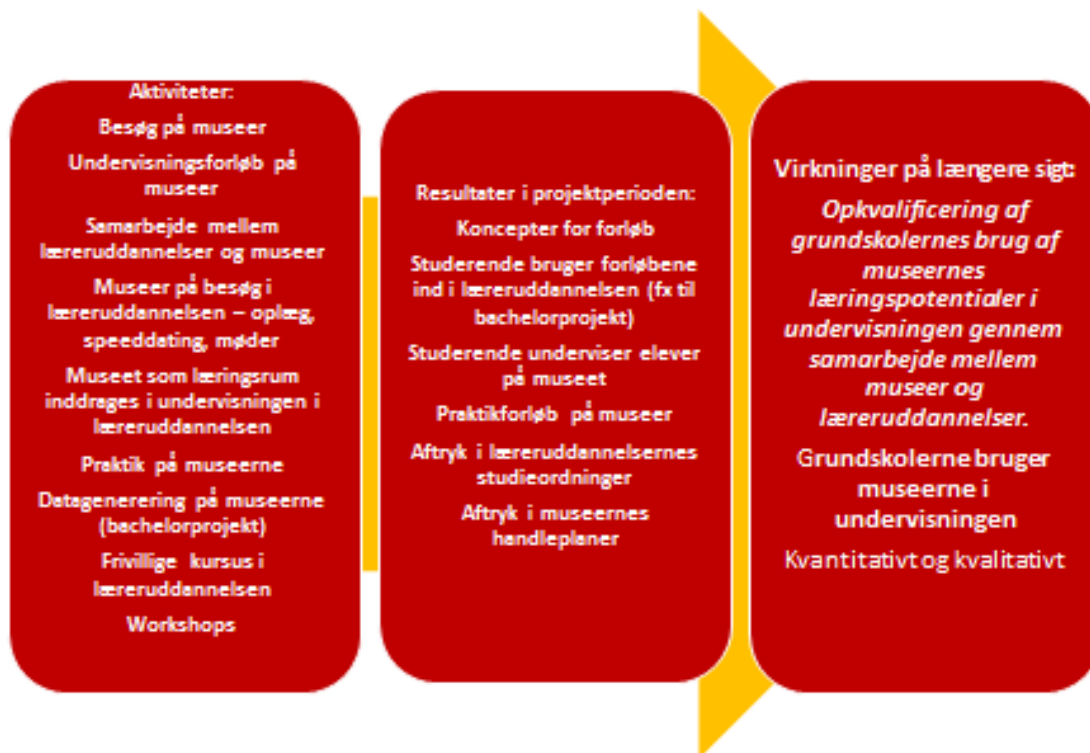 Aktiviteter:
Besøg på museer
Undervisningsforløb på
museer
Samarbejde mellem
læreruddannelser og museer
Museer på besøg i
læreruddannelsen – oplæg,
speeddating, møder
Museet som læringsrum
inddrages i undervisningen i
læreruddannelsen
Praktik på museerne
Datagenerering på museerne
(bachelorprojekt)
Frivillige kursus i
læreruddannelsen
Workshops
Resultater i projektperioden:
Koncepter for forløb
Studerende bruger forløbene
ind i læreruddannelsen (fx til
bachelorprojekt)
Studerende underviser elever
på museet
Praktikforløb på museer
Aftryk i læreruddannelsernes
studieordninger
Aftryk i museernes
handleplaner
Virkninger på længere sigt:
Opkvalificering af
grundskolernes brug af
museernes
læringspotentialer i
undervisningen gennem
samarbejde mellem
museer og
læreruddannelser.
Grundskolerne bruger
museerne i
undervisningen
Kvantitativt og kvalitativt